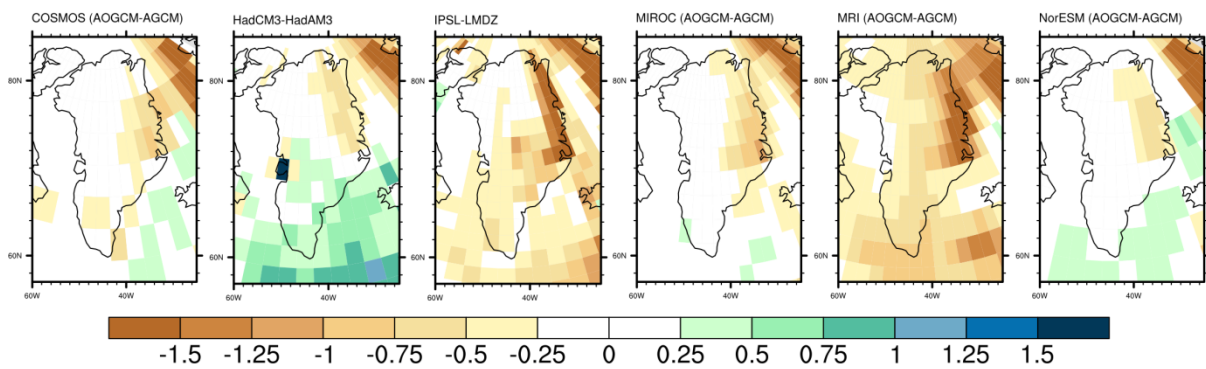 COSMOS (AOGCM-AGCM) HadCM3-HadAM3 IPSL-LMDZ MIROC (AOGCM-AGCM) MRI (AOGCM-AGCM) NorESM (AOGCM-AGCM)
80N 80N 80N 80N 80N 80N
60N 60N 60N 60N 60N 60N
60W 40W 60W 40W 60W 40W 60W 40W 60W 40W 60W 40W
-1.5 -1.25 -1 -0.75 -0.5 -0.25 0 0.25 0.5 0.75 1 1.25 1.5